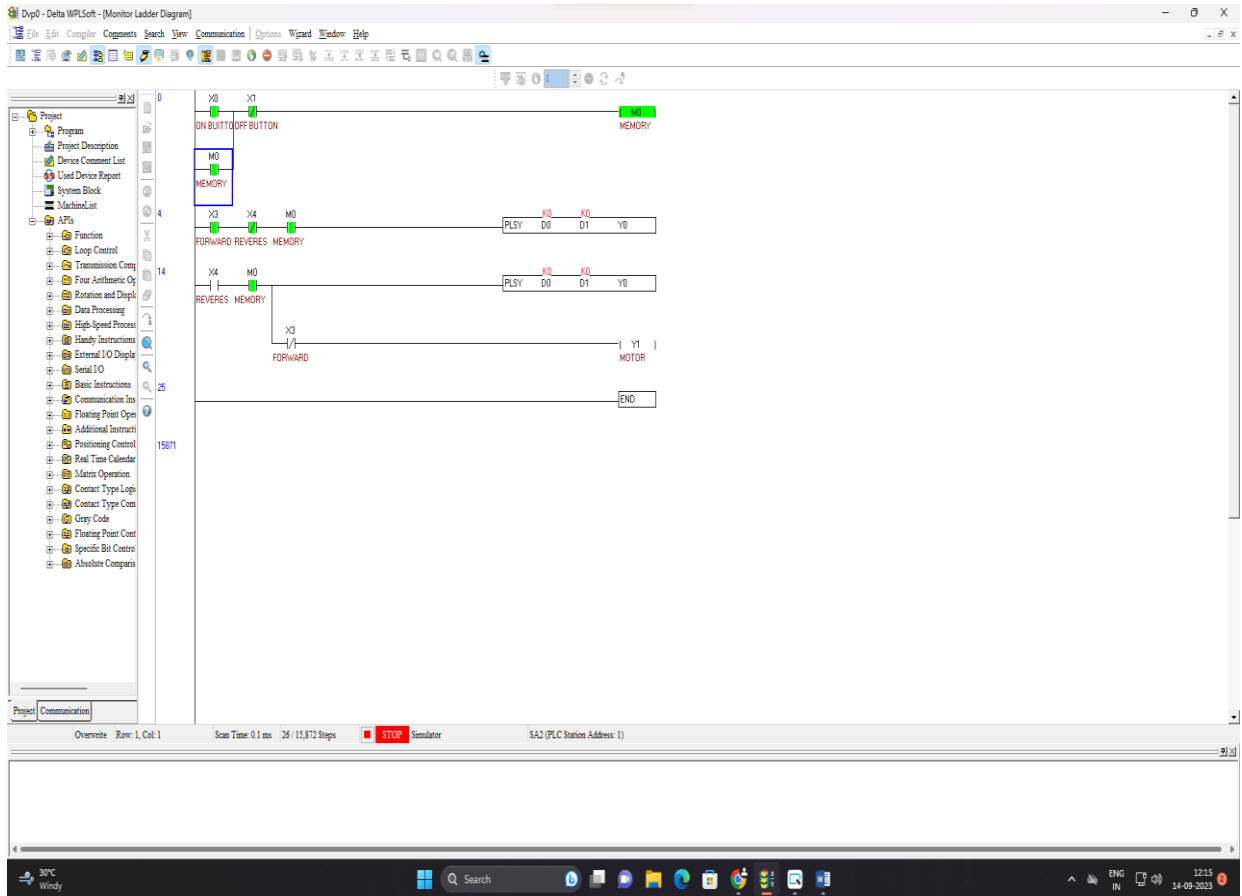 Dvp0 - Delta WPLSoft - [Monitor Ladder Diagram]
File Edit Compiler Comments Search View Communication Options Wizard Window Help
1
Project
Program
Project Description
Device Comment List
Used Device Report
System Block
MachineList
APIs
Function
Loop Control
Transmission Comp
Four Arithmetic Op
Rotation and Displa
Data Processing
High-Speed Process
Handy Instructions
External I/O Display
Serial I/O
Basic Instructions
Communication Ins
Floating Point Oper
Additional Instructi
Positioning Control
Real Time Calendar
Matrix Operation
Contact Type Logic
Contact Type Com
Gray Code
Floating Point Cont
Specific Bit Contro
Absolute Comparis
Project Communication
0
X0 X1
M0
ON BUITTO OFF BUTTON
MEMORY
M0
MEMORY
4
X3 X4 M0
K0 K0
PLSY D0 D1 Y0
FORWARD REVERES MEMORY
14
X4 M0
K0 K0
PLSY D0 D1 Y0
REVERES MEMORY
X3
Y1
FORWARD
MOTOR
25
END
15871
Overwrite Row: 1, Col: 1 Scan Time: 0.1 ms 26 / 15,872 Steps STOP Simulator SA2 (PLC Station Address: 1)
30°C
Windy
Search
ENG
IN
12:15
14-09-2023
2